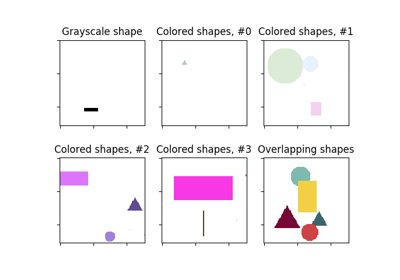 Grayscale shape
Colored shapes, #0
Colored shapes, #1
Colored shapes, #2
Colored shapes, #3
Overlapping shapes